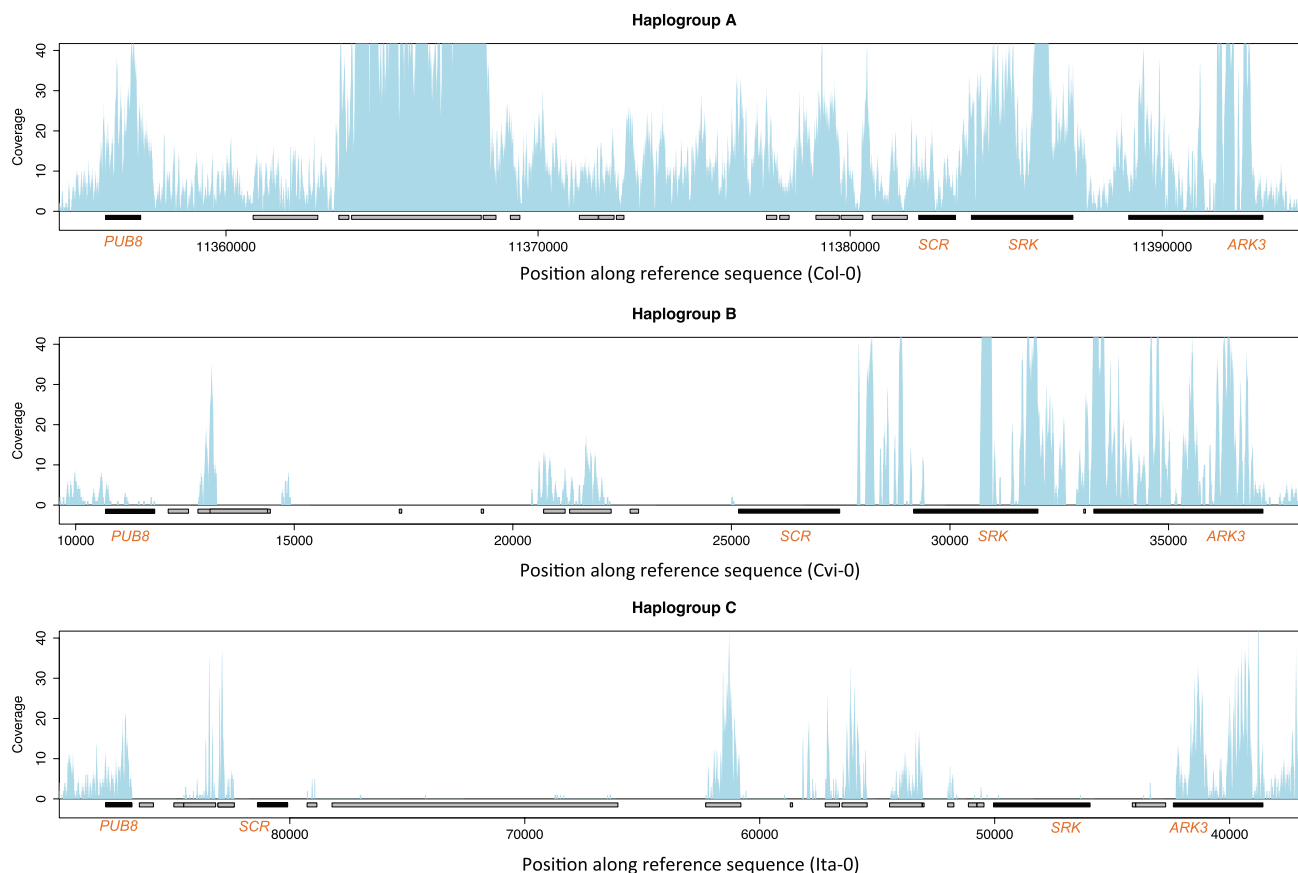 Haplogroup A
Coverage
0 10 20 30 40
PUB8 SCR SRK ARK3
11360000 11370000 11380000 11390000
Position along reference sequence (Col-0)
Haplogroup B
Coverage
0 10 20 30 40
10000 15000 20000 25000 30000 35000
PUB8 SCR SRK ARK3
Position along reference sequence (Cvi-0)
Haplogroup C
Coverage
0 10 20 30 40
PUB8 SCR SRK ARK3
80000 70000 60000 50000 40000
Position along reference sequence (Ita-0)